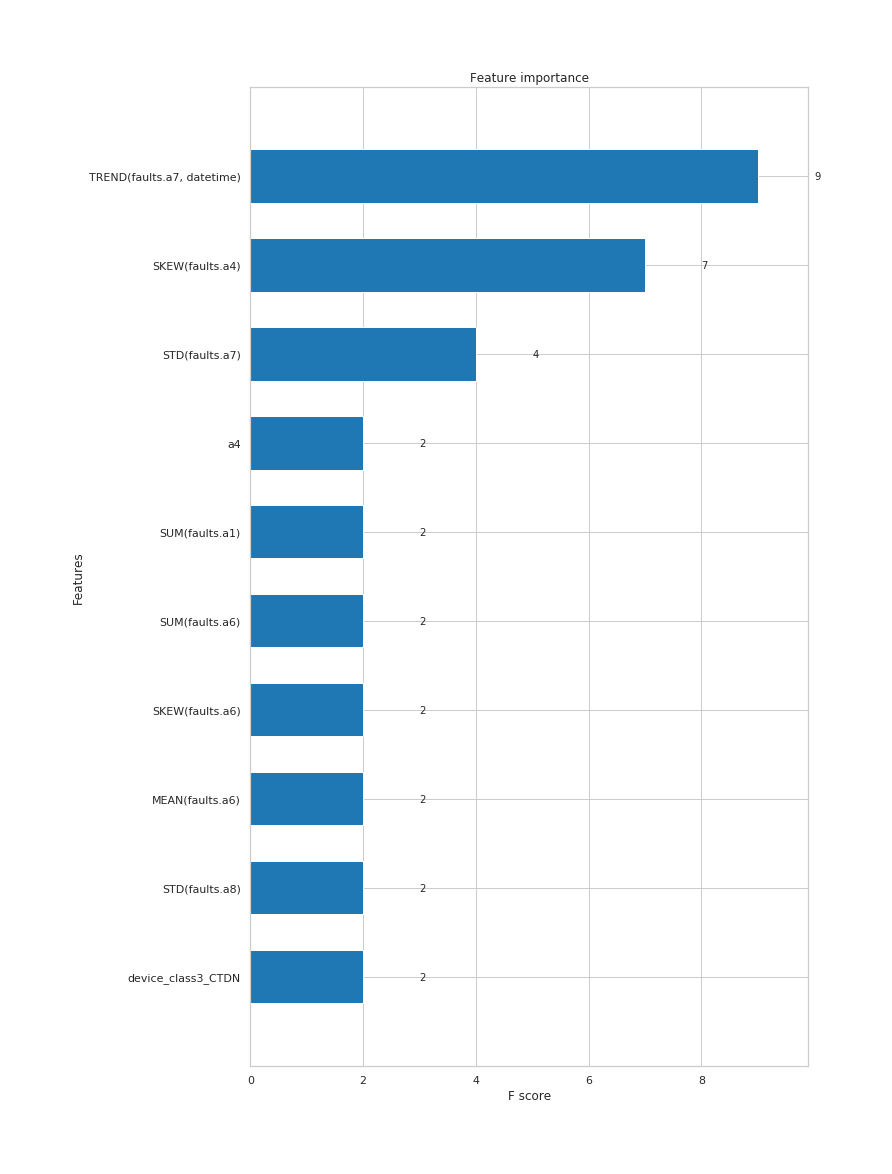 Feature importance
TREND(faults.a7, datetime)
9
SKEW(faults.a4)
7
STD(faults.a7)
4
a4
2
SUM(faults.a1)
2
SUM(faults.a6)
2
SKEW(faults.a6)
2
MEAN(faults.a6)
2
STD(faults.a8)
2
device_class3_CTDN
2
Features
0 2 4 6 8
F score